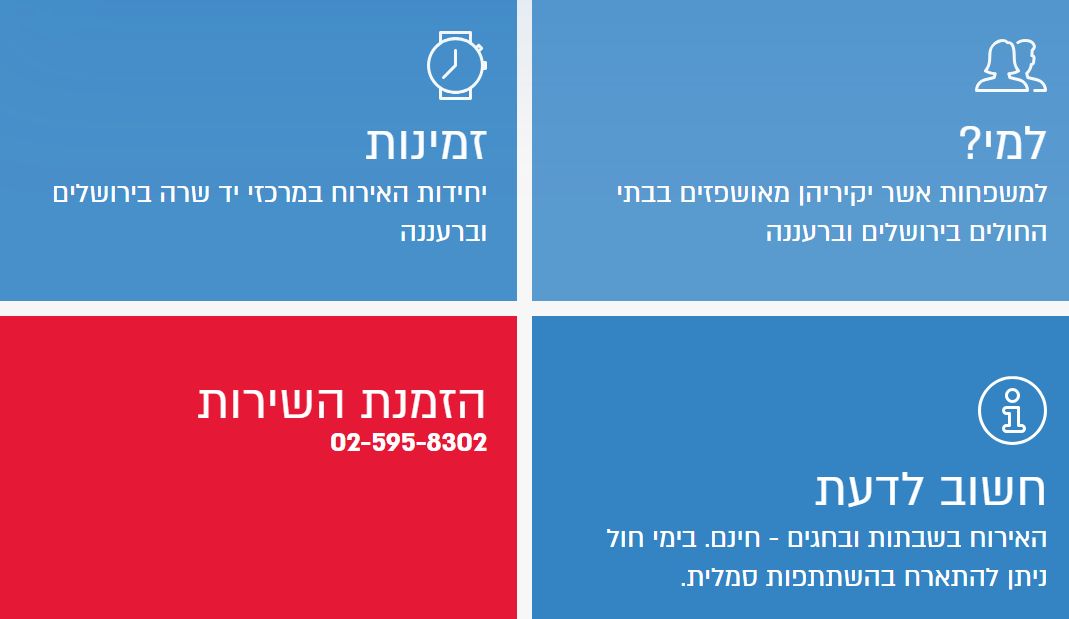 למי?
למשפחות אשר יקיריהן מאושפזים בבתי
החולים בירושלים וברעננה
זמינות
יחידות האירוח במרכזי יד שרה בירושלים
וברעננה
חשוב לדעת
האירוח בשבתות ובחגים - חינם. בימי חול
ניתן להתארח בהשתתפות סמלית.
הזמנת השירות
02-595-8302